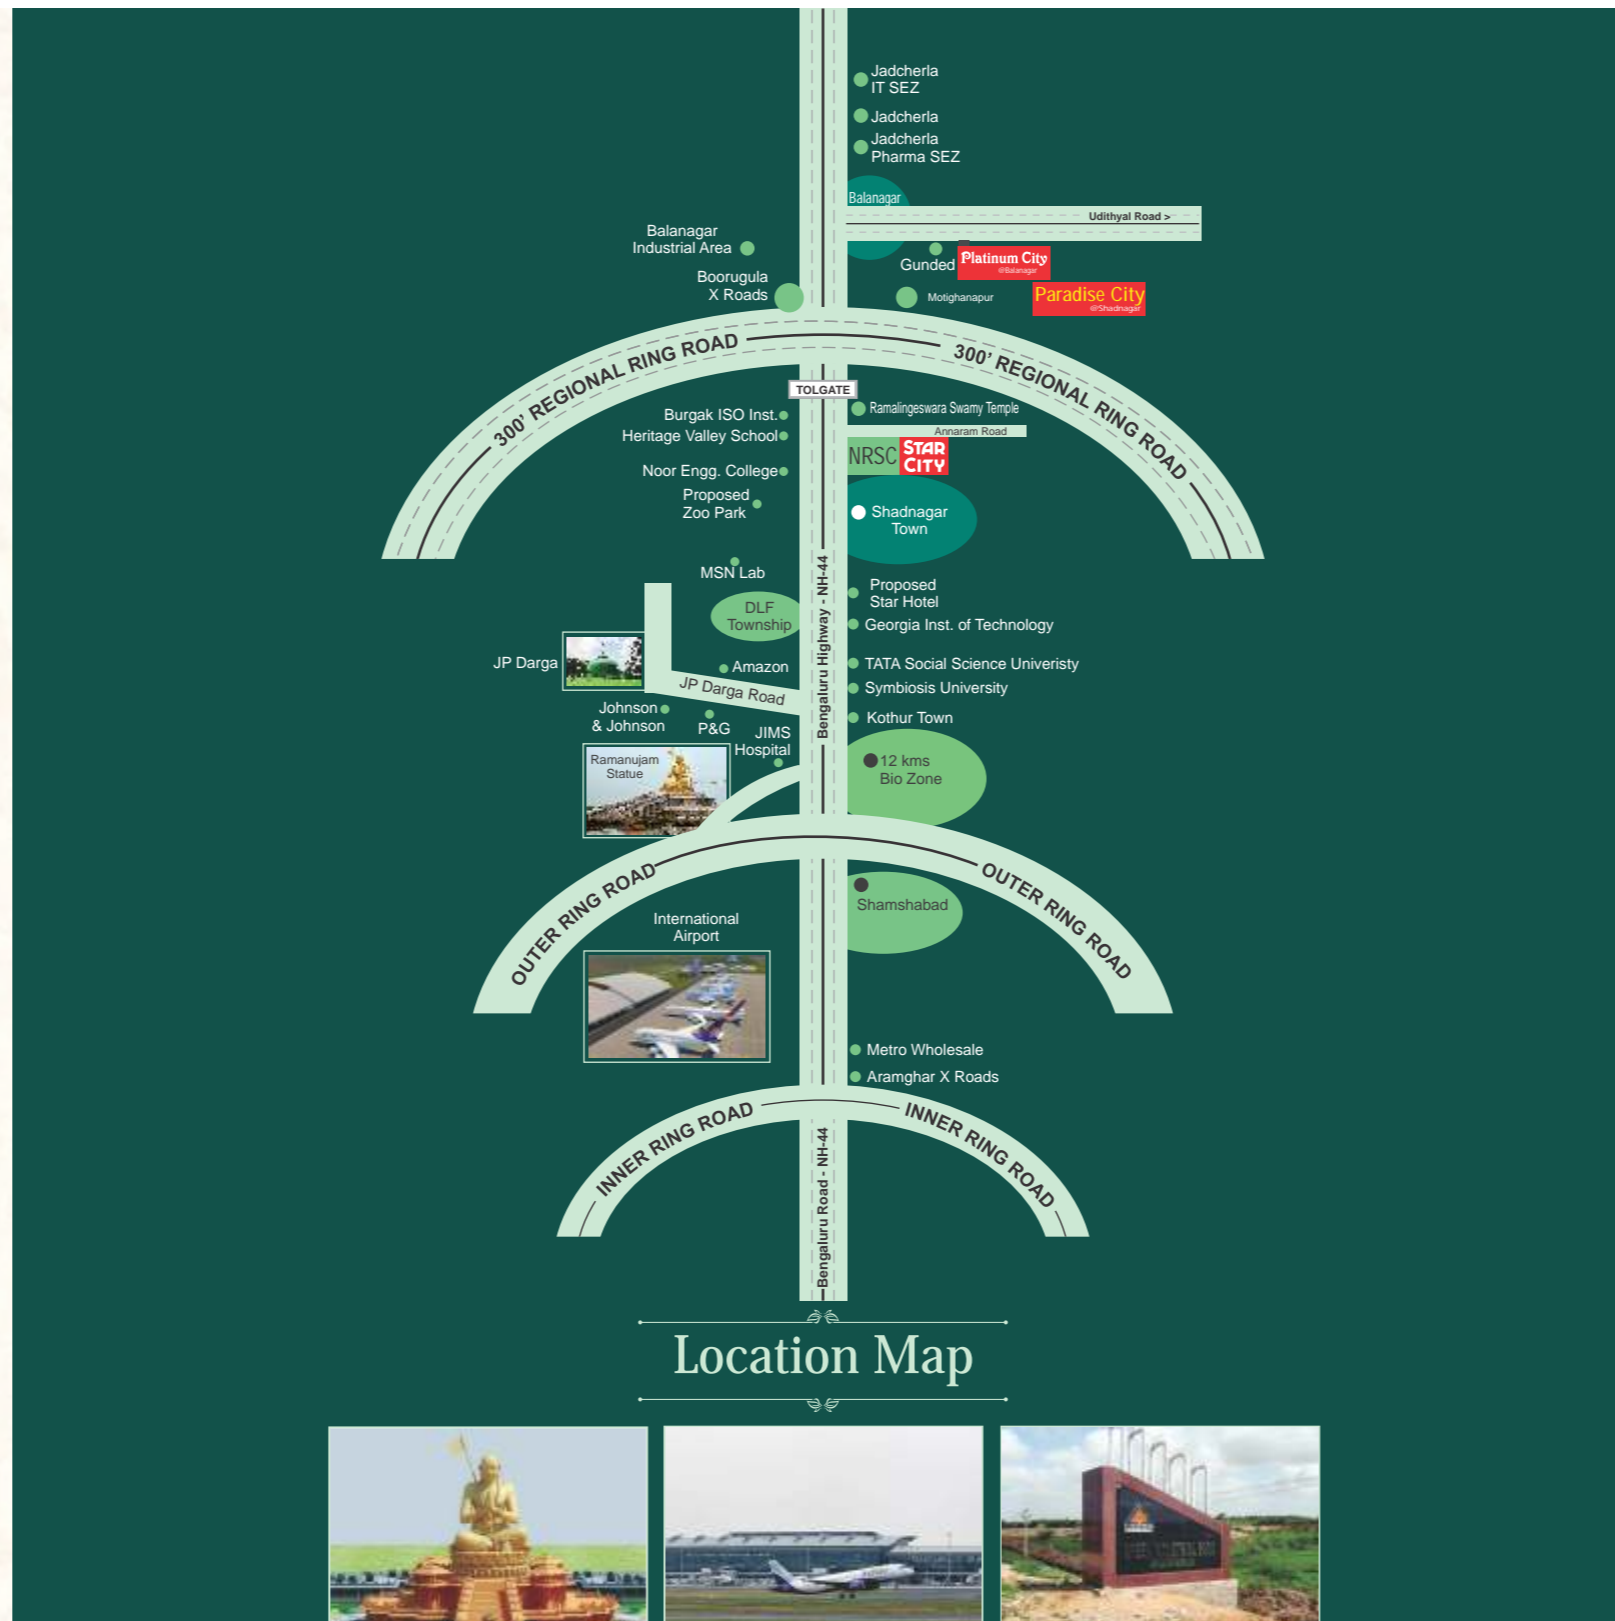 Jadcherla
IT SEZ
Jadcherla
Jadcherla
Pharma SEZ
Balanagar
Udithyal Road >
Balanagar
Industrial Area
Gunded
Platinum City
@Balanagar
Boorugula
X Roads
Motighanapur
Paradise City
@Shadnagar
300' REGIONAL RING ROAD
300' REGIONAL RING ROAD
TOLGATE
Burgak ISO Inst.
Ramalingeswara Swamy Temple
Heritage Valley School
Annaram Road
NRSC
STAR
CITY
Noor Engg. College
Proposed
Zoo Park
Shadnagar
Town
MSN Lab
Bengaluru Highway - NH-44
Proposed
Star Hotel
DLF
Township
Georgia Inst. of Technology
JP Darga
Amazon
TATA Social Science Univeristy
JP Darga Road
Symbiosis University
Johnson
& Johnson
P&G
Kothur Town
JIMS
Hospital
Ramanujam
Statue
12 kms
Bio Zone
OUTER RING ROAD
OUTER RING ROAD
Shamshabad
International
Airport
Metro Wholesale
Aramghar X Roads
INNER RING ROAD
INNER RING ROAD
Bengaluru Road - NH-44
Location Map